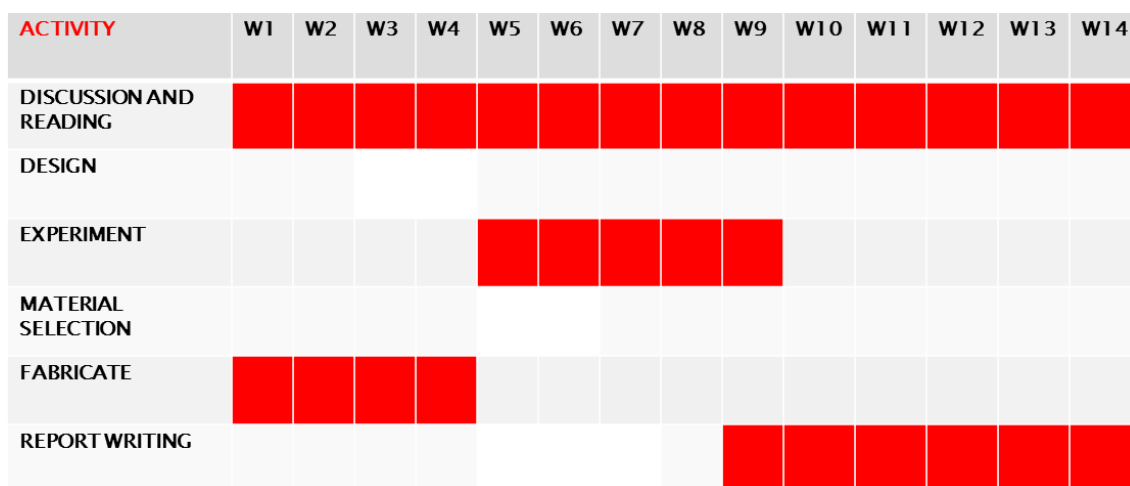 ACTIVITY W1 W2 W3 W4 W5 W6 W7 W8 W9 W10 W11 W12 W13 W14
DISCUSSION AND
READING
DESIGN
EXPERIMENT
MATERIAL
SELECTION
FABRICATE
REPORT WRITING